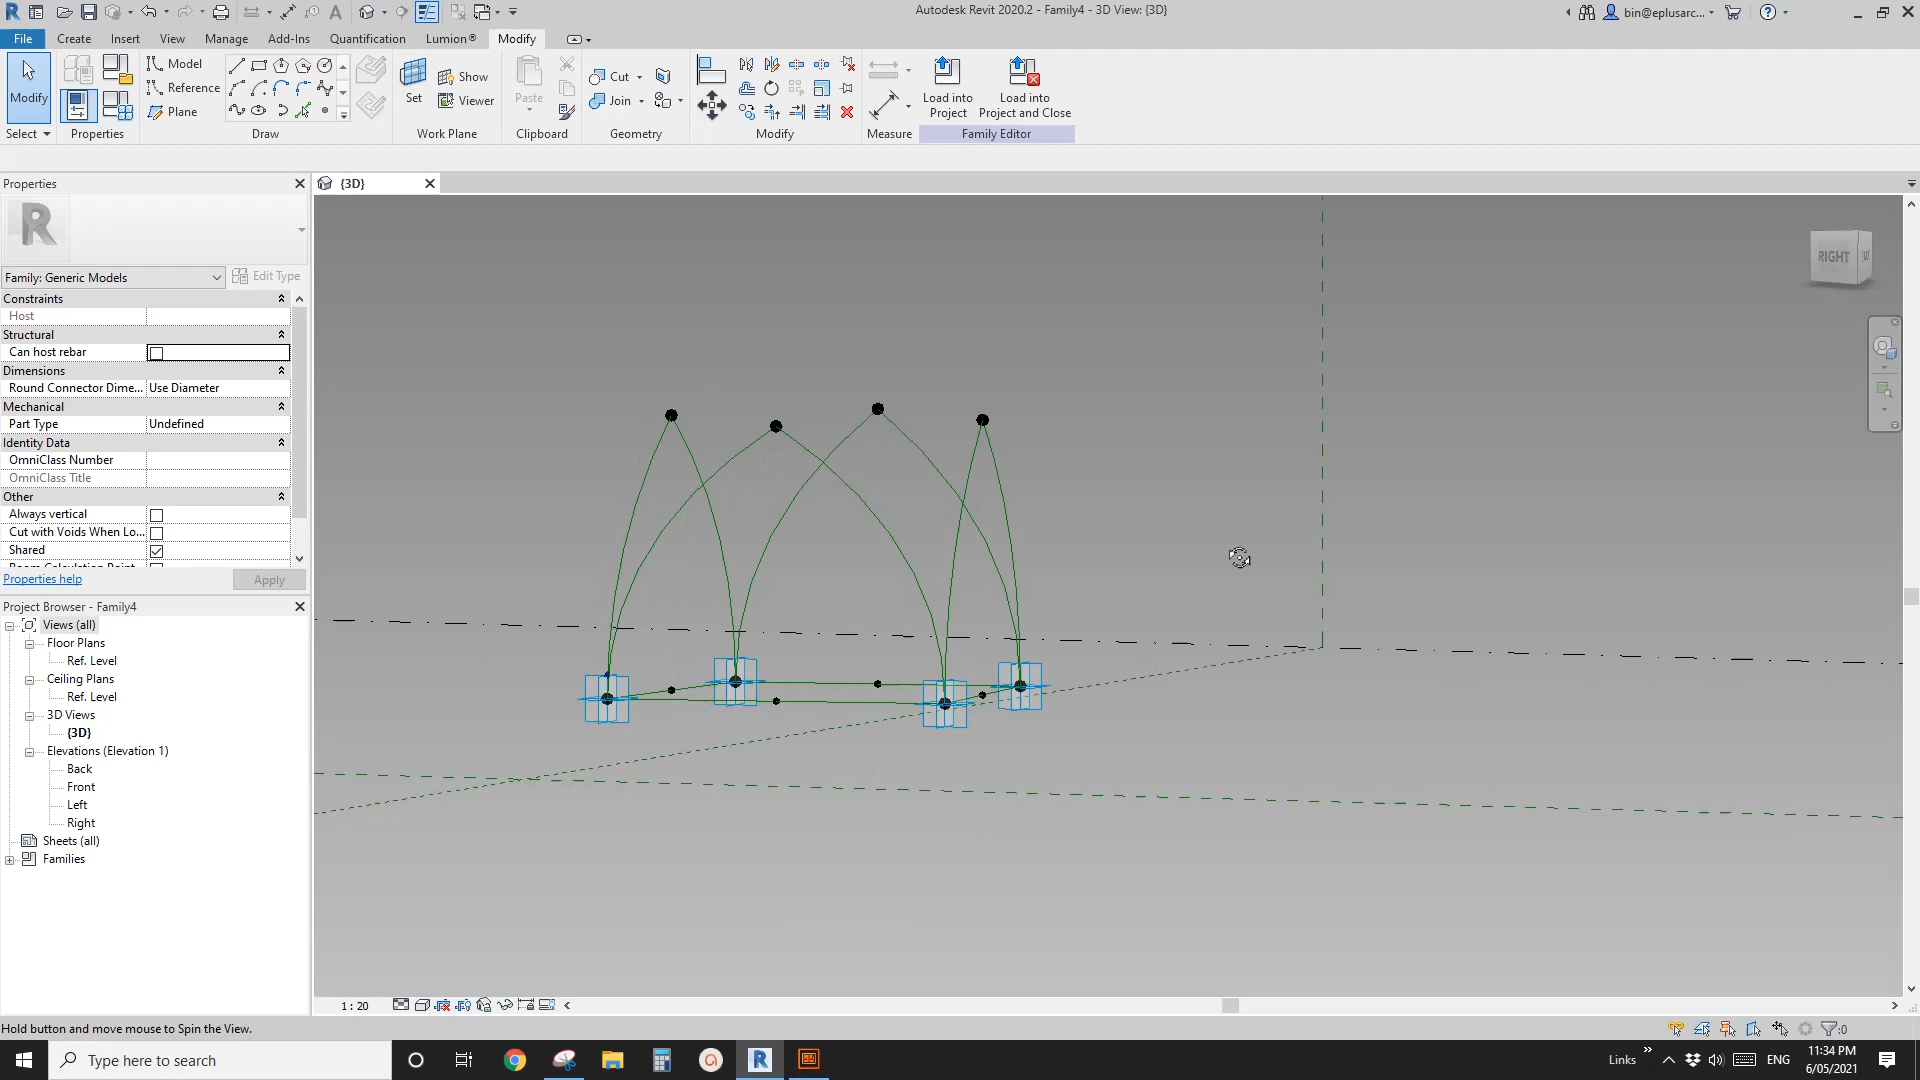 Autodesk Revit 2020.2 - Family4 - 3D View: {3D}
bin@eplusarc...
File Create Insert View Manage Add-Ins Quantification Lumion® Modify
Modify
Select
Properties
Model
Reference
Plane
Draw
Set
Show
Viewer
Work Plane
Paste
Clipboard
Cut
Join
Geometry
Modify
Measure
Load into
Project
Load into
Project and Close
Family Editor
Properties
{3D}
R
Family: Generic Models
Edit Type
Constraints
Host
Structural
Can host rebar
Dimensions
Round Connector Dime... Use Diameter
Mechanical
Part Type Undefined
Identity Data
OmniClass Number
OmniClass Title
Other
Always vertical
Cut with Voids When Lo...
Shared
Properties help
Apply
Project Browser - Family4
Views (all)
Floor Plans
Ref. Level
Ceiling Plans
Ref. Level
3D Views
{3D}
Elevations (Elevation 1)
Back
Front
Left
Right
Sheets (all)
Families
RIGHT
1 : 20
Hold button and move mouse to Spin the View.
:0
Type here to search
Links
ENG
11:34 PM
6/05/2021